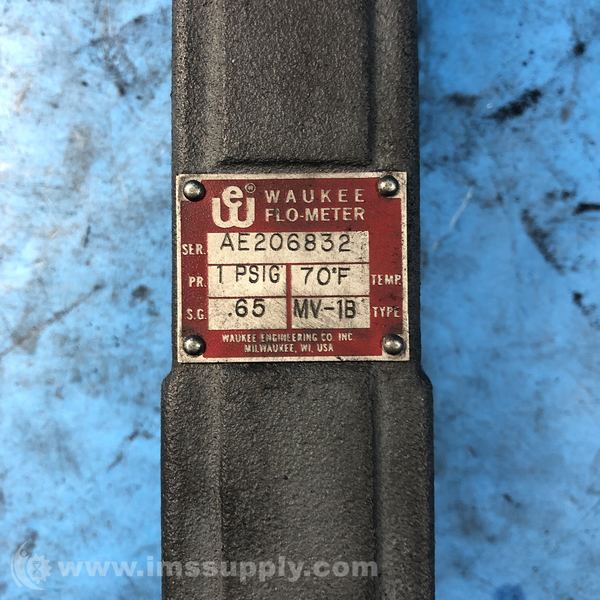 we® WAUKEE
FLO-METER
SER. AE206832
PR. 1 PSIG 70°F TEMP.
S.G. .65 MV-1B TYPE
WAUKEE ENGINEERING CO. INC.
MILWAUKEE, WI, USA
www.imssupply.com